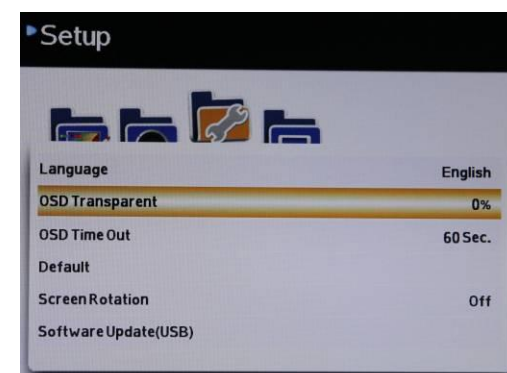 Setup
Language English
OSD Transparent 0%
OSD Time Out 60 Sec.
Default
Screen Rotation Off
Software Update(USB)